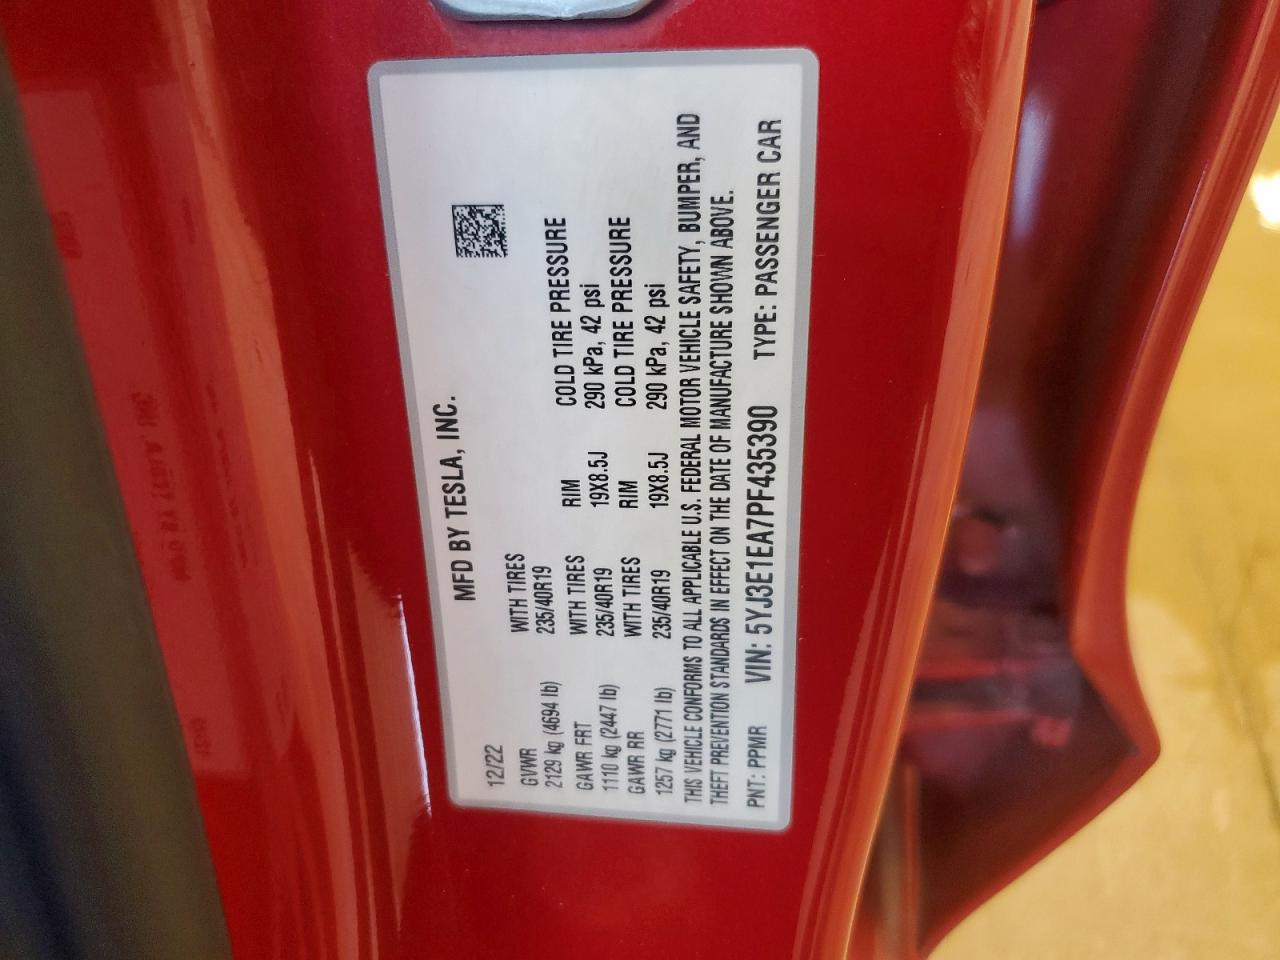 MFD BY TESLA, INC.
12/22
GVWR WITH TIRES RIM COLD TIRE PRESSURE
2129 kg (4694 lb) 235/40R19 19X8.5J 290 kPa, 42 psi
GAWR FRT WITH TIRES RIM COLD TIRE PRESSURE
1110 kg (2447 lb) 235/40R19 19X8.5J 290 kPa, 42 psi
GAWR RR WITH TIRES
1257 kg (2771 lb) 235/40R19
THIS VEHICLE CONFORMS TO ALL APPLICABLE U.S. FEDERAL MOTOR VEHICLE SAFETY, BUMPER, AND
THEFT PREVENTION STANDARDS IN EFFECT ON THE DATE OF MANUFACTURE SHOWN ABOVE.
PNT: PPMR VIN: 5YJ3E1EA7PF435390 TYPE: PASSENGER CAR